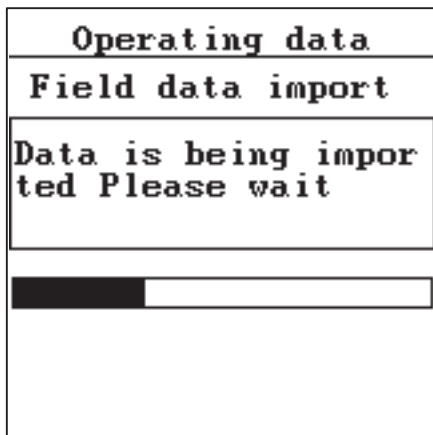 Operating data
Field data import
Data is being impor
ted Please wait